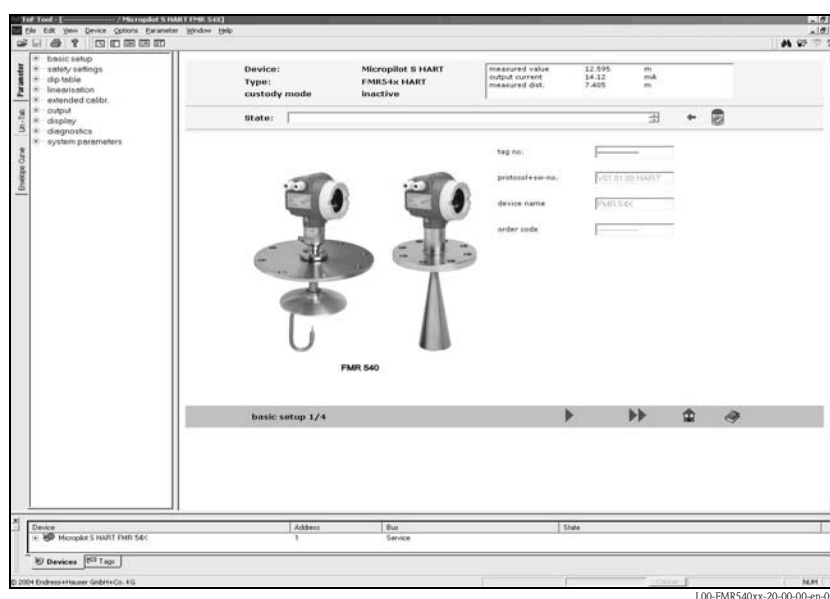 ToF Tool - [---------------- / Micropilot S HART FMR 54X]
File Edit View Device Options Parameter Window Help
Parameter
En-Tab
Envelope Curve
basic setup
safety settings
dip table
linearisation
extended calibr.
output
display
diagnostics
system parameters
Device: Micropilot S HART
Type: FMR54x HART
custody mode inactive
measured value 12.595 m
output current 14.12 mA
measured dist. 7.405 m
State:
tag no. ----------------
protocol+sw-no. V01.01.00 HART
device name FMR 54X
order code ----------------
FMR 540
basic setup 1/4
Device Address Bus State
Micropilot S HART FMR 54X 1 Service
Devices Tags
© 2004 Endress+Hauser GmbH+Co. KG Cancel NUM
L00-FMR540xx-20-00-00-en-0